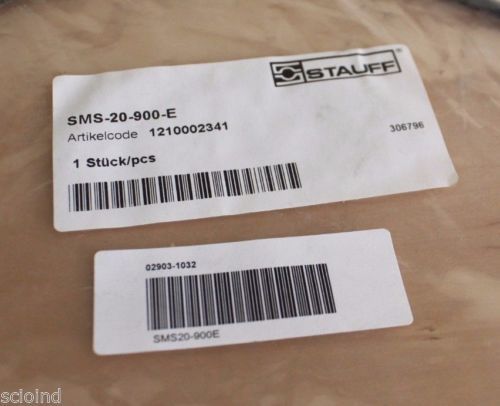 STAUFF®
SMS-20-900-E
Artikelcode 1210002341
306796
1 Stück/pcs
02903-1032
SMS20-900E
scioind